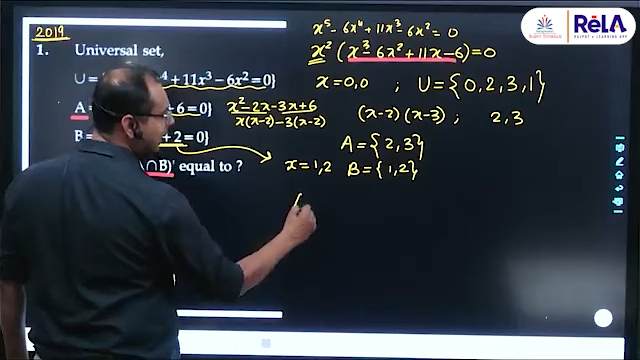 2019
x⁵ - 6x⁴ + 11x³ - 6x² = 0
1. Universal set,
x² (x³ - 6x² + 11x - 6) = 0
U = ⁴ + 11x³ - 6x² = 0}
x = 0,0 ; U = {0,2,3,1}
A + 6 = 0}
x² - 2x - 3x + 6
x(x-2) - 3(x-2)
(x-2)(x-3) ; 2,3
B + 2 = 0}
A = {2,3}
x = 1,2 B = {1,2}
∩ B)' equal to ?
RELA